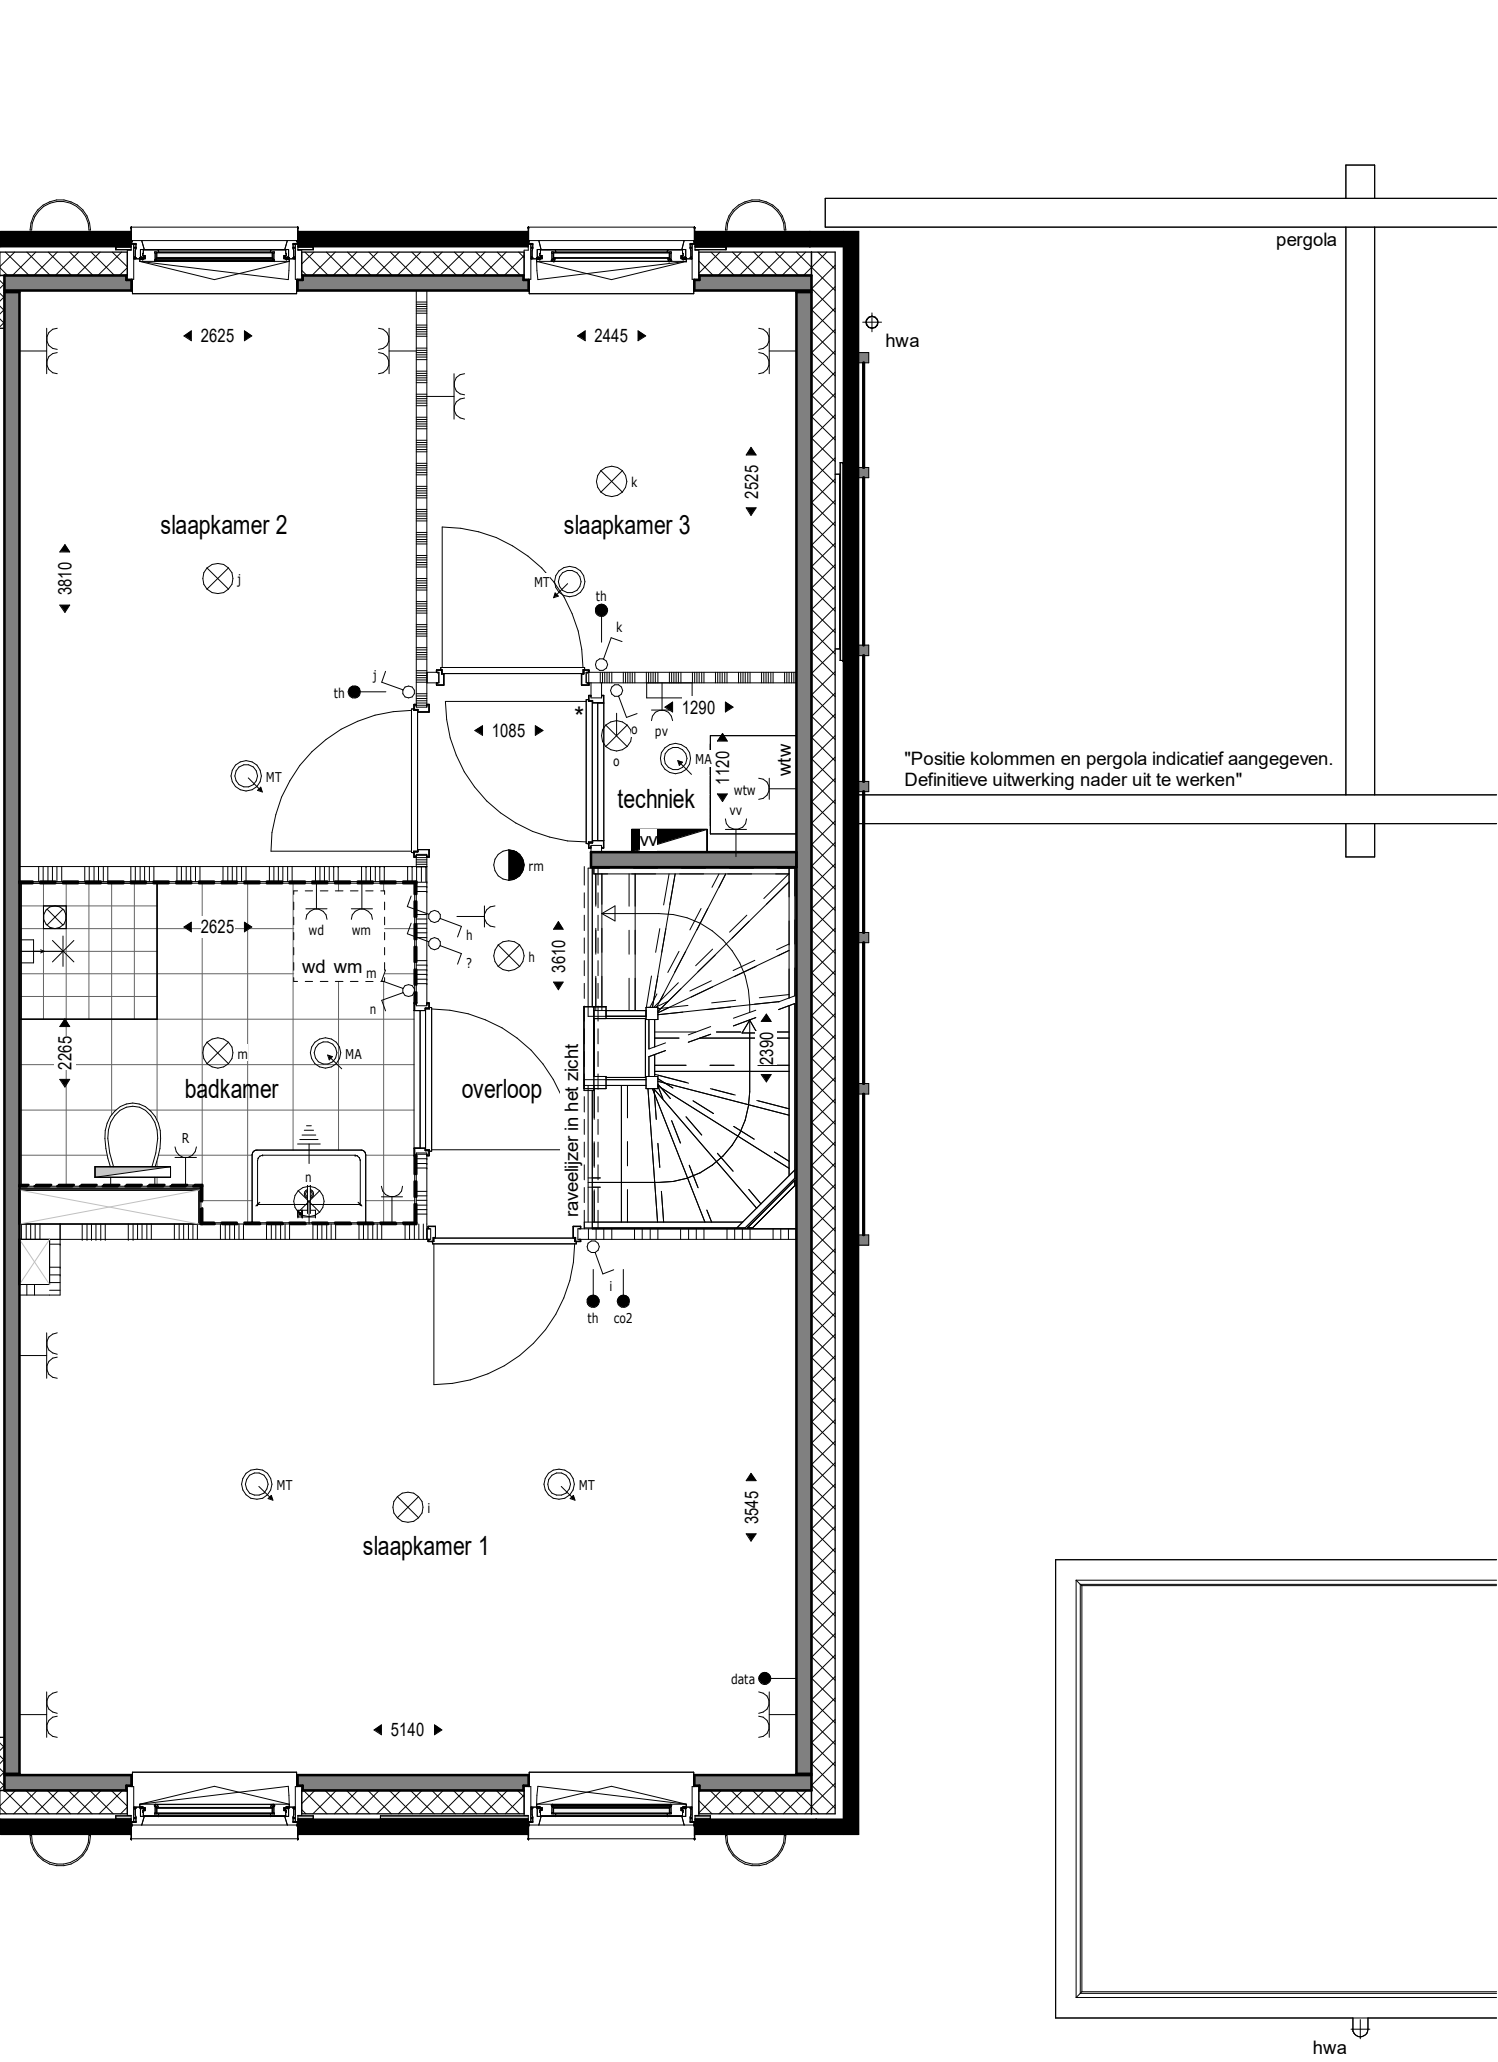 pergola
hwa
2625
2445
2525
k
slaapkamer 2
slaapkamer 3
3810
j
MT
th
k
j
th
1290
*
1085
o
pv
o
MA
1120
wtw
"Positie kolommen en pergola indicatief aangegeven.
Definitieve uitwerking nader uit te werken"
MT
wtw
techniek
vv
vv
rm
2625
wd
wm
h
?
h
3610
wd
wm
m
n
2265
m
MA
2390
badkamer
overloop
raveelijzer in het zicht
R
n
i
th
co2
MT
MT
i
3545
slaapkamer 1
data
5140
hwa